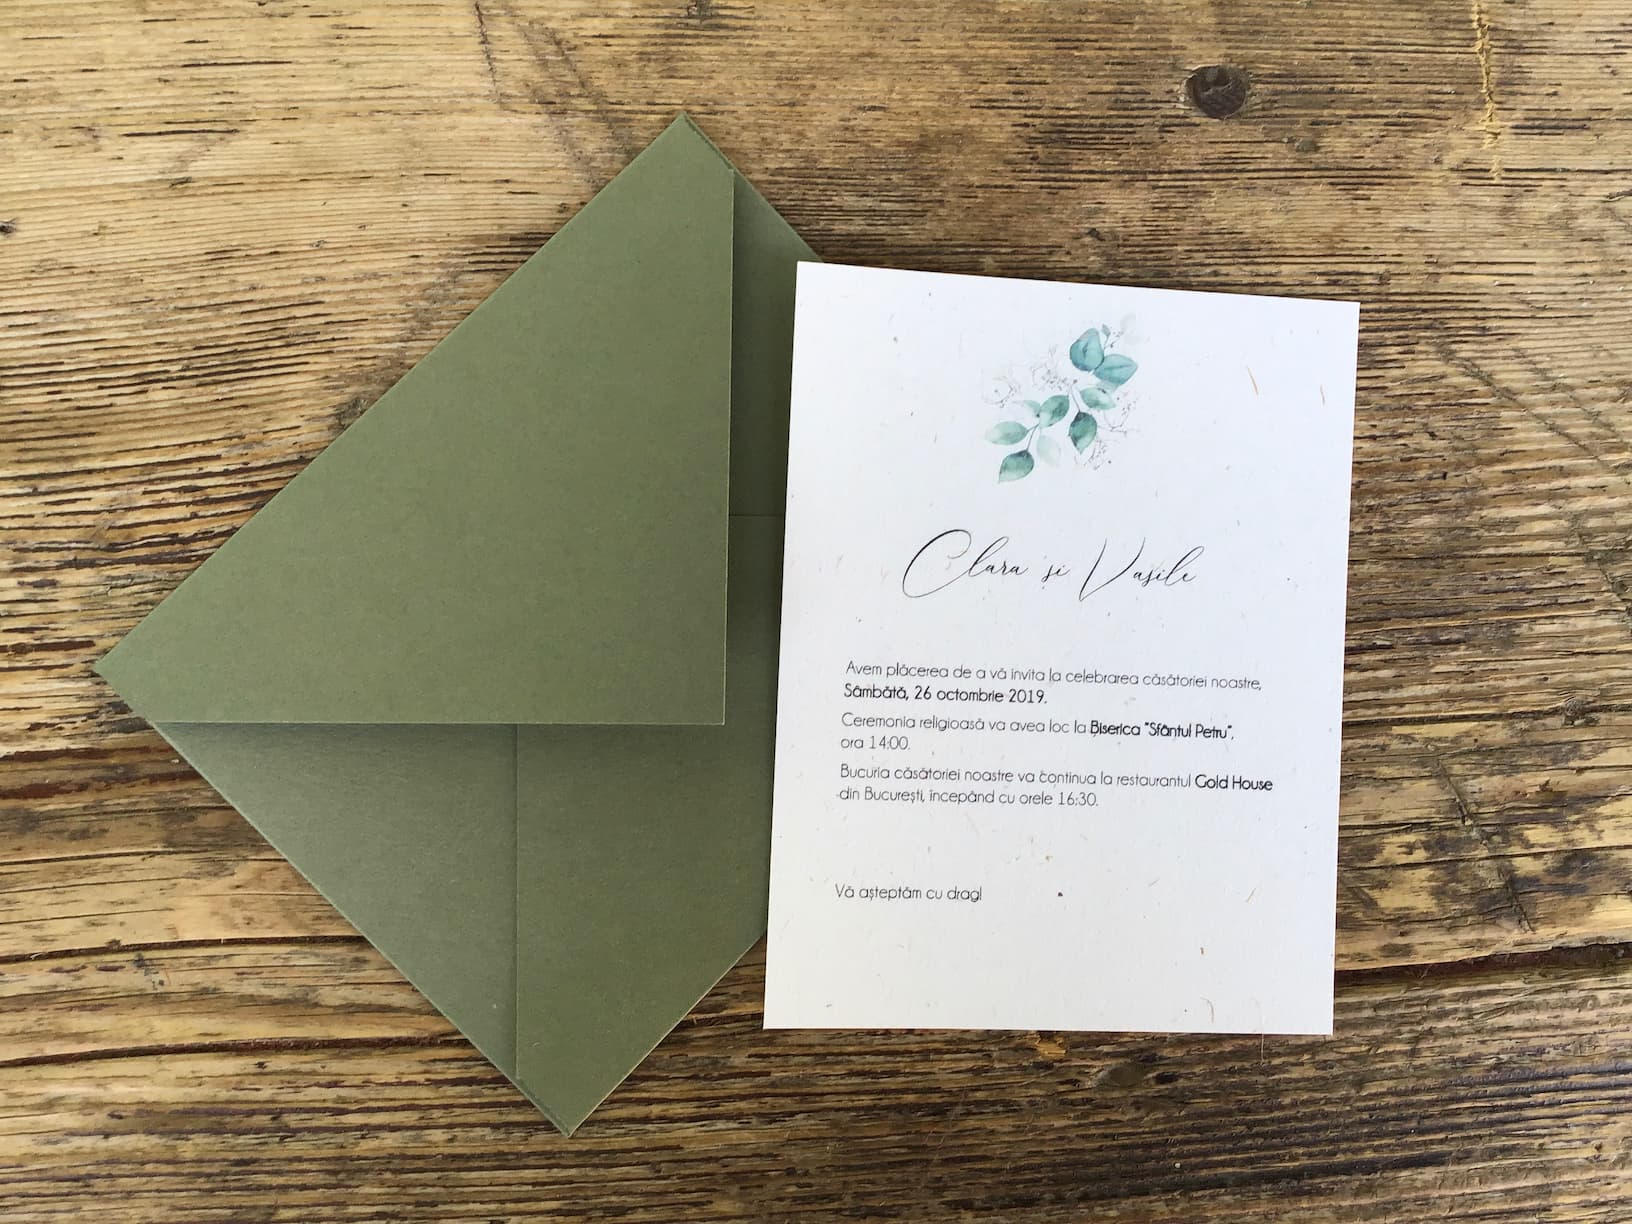 Clara si Vasile
Avem plăcerea de a vă invita la celebrarea căsătoriei noastre,
Sâmbătă, 26 octombrie 2019.
Ceremonia religioasă va avea loc la Biserica "Sfântul Petru",
ora 14:00.
Bucuria căsătoriei noastre va continua la restaurantul Gold House
din București, începând cu orele 16:30.
Vă așteptăm cu drag!